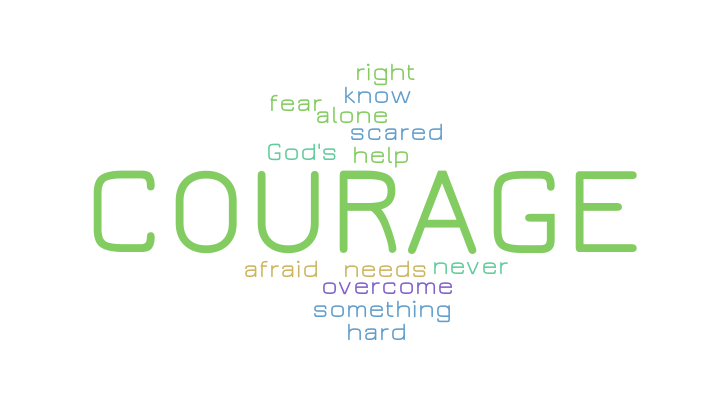 right
know
fear
alone
scared
God's
help
COURAGE
afraid
needs
never
overcome
something
hard